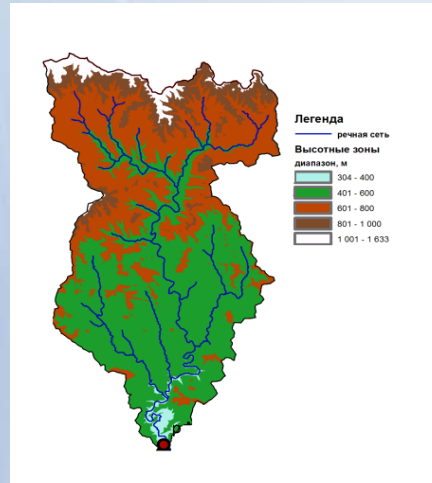 Легенда
речная сеть
Высотные зоны
диапазон, м
304 - 400
401 - 600
601 - 800
801 - 1 000
1 001 - 1 633